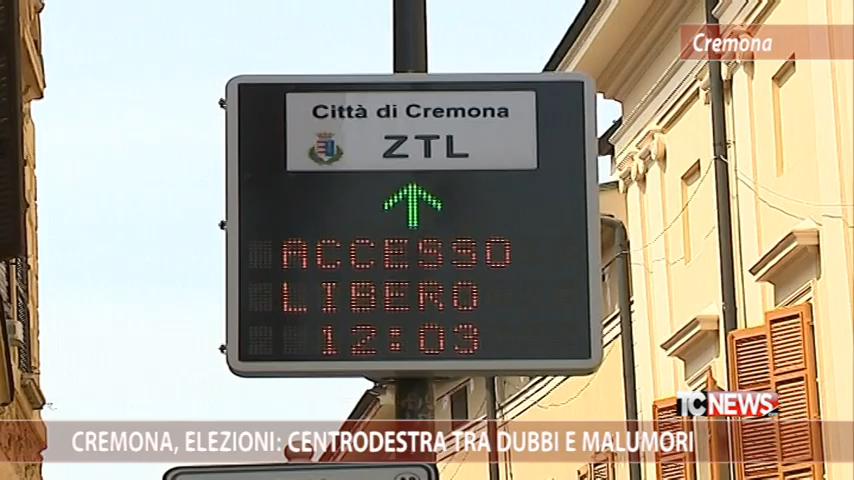 Cremona
Città di Cremona
ZTL
ACCESSO
LIBERO
12:03
TCNEWS
CREMONA, ELEZIONI: CENTRODESTRA TRA DUBBI E MALUMORI